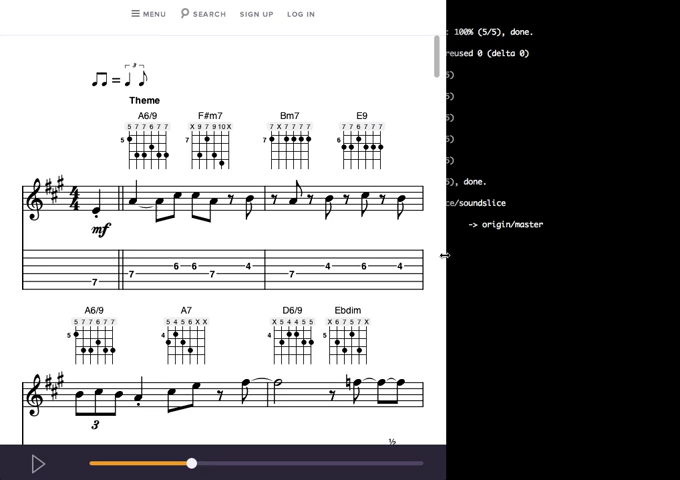 MENU SEARCH SIGN UP LOG IN
: 100% (5/5), done.
reused 0 (delta 0)
5)
5)
5)
5)
5)
5), done.
ce/soundslice
-> origin/master
3
Theme
A6/9 F#m7 Bm7 E9
5 7 7 6 7 7 X 9 7 9 10 X 7 X 7 7 7 7 7 7 6 7 7 7
5 7 7 6
4
4
mf
6 6 4 4 6 4
7 7 7
7
A6/9 A7 D6/9 Ebdim
5 7 7 6 7 7 5 4 5 6 X X X 5 4 4 5 5 X 6 7 5 7 X
5 4 4 5
3
½